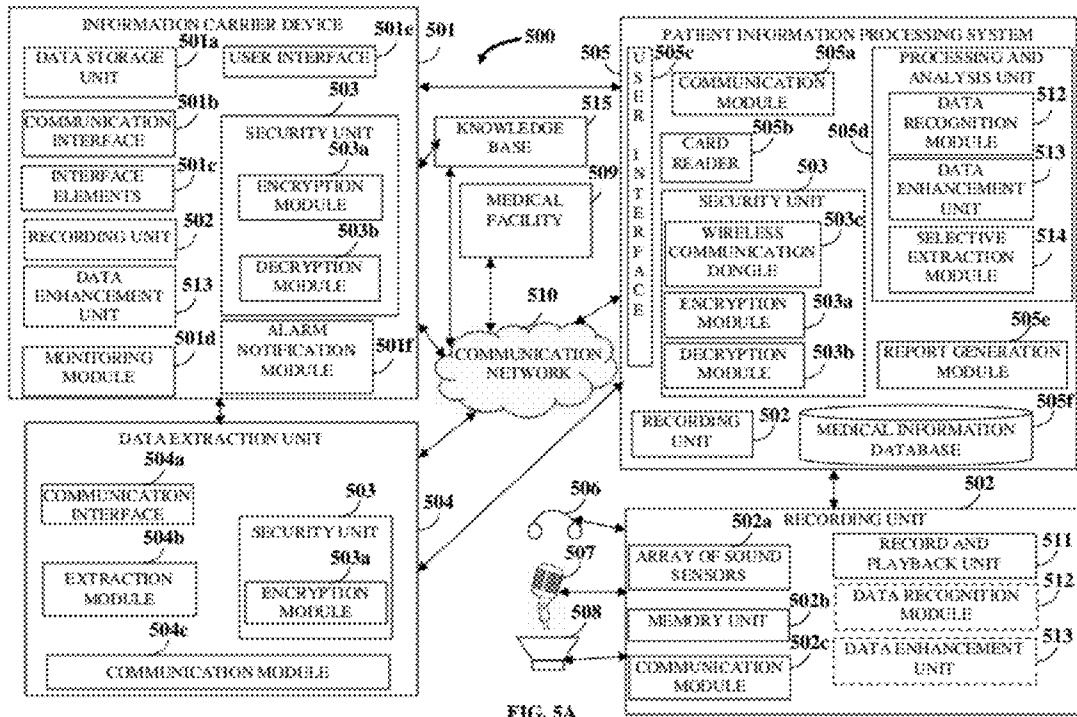 INFORMATION CARRIER DEVICE
501a
DATA STORAGE
UNIT
501e
USER INTERFACE
501
501b
COMMUNICATION
INTERFACE
501c
INTERFACE
ELEMENTS
502
RECORDING UNIT
DATA
ENHANCEMENT
UNIT
513
MONITORING
MODULE
501d
503
SECURITY UNIT
503a
ENCRYPTION
MODULE
503b
DECRYPTION
MODULE
ALARM
NOTIFICATION
MODULE
501f
500
515
KNOWLEDGE
BASE
509
MEDICAL
FACILITY
510
COMMUNICATION
NETWORK
505
PATIENT INFORMATION PROCESSING SYSTEM
USER INTERFACE
505c
505a
COMMUNICATION
MODULE
CARD
READER
505b
505d
PROCESSING AND
ANALYSIS UNIT
512
DATA
RECOGNITION
MODULE
513
DATA
ENHANCEMENT
UNIT
514
SELECTIVE
EXTRACTION
MODULE
503
SECURITY UNIT
WIRELESS
COMMUNICATION
DONGLE
503c
ENCRYPTION
MODULE
503a
DECRYPTION
MODULE
503b
505e
REPORT GENERATION
MODULE
505f
MEDICAL INFORMATION
DATABASE
RECORDING
UNIT
502
DATA EXTRACTION UNIT
504a
COMMUNICATION
INTERFACE
504b
EXTRACTION
MODULE
503
SECURITY UNIT
503a
ENCRYPTION
MODULE
504
504c
COMMUNICATION MODULE
506
507
508
502
RECORDING UNIT
502a
ARRAY OF SOUND
SENSORS
MEMORY UNIT
502b
COMMUNICATION
MODULE
502c
RECORD AND
PLAYBACK UNIT
511
DATA RECOGNITION
MODULE
512
DATA ENHANCEMENT
UNIT
513
FIG. 5A